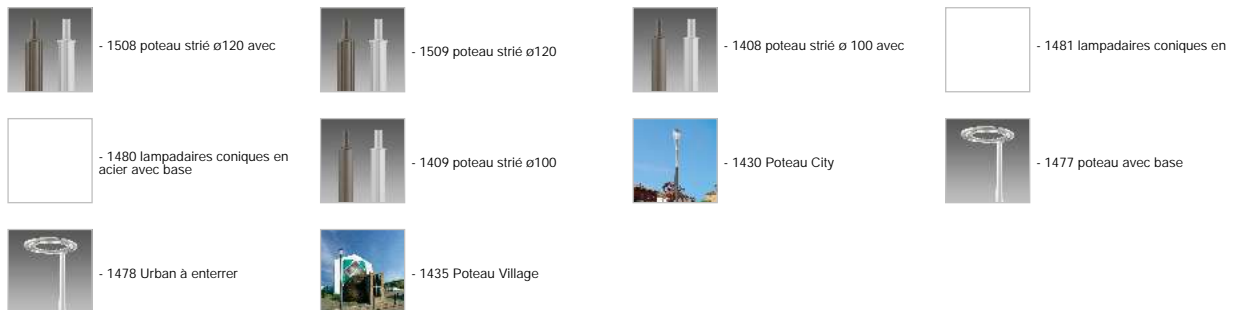 - 1508 poteau strié ø120 avec
- 1509 poteau strié ø120
- 1408 poteau strié ø 100 avec
- 1481 lampadaires coniques en
- 1480 lampadaires coniques en
acier avec base
- 1409 poteau strié ø100
- 1430 Poteau City
- 1477 poteau avec base
- 1478 Urban à enterrer
- 1435 Poteau Village